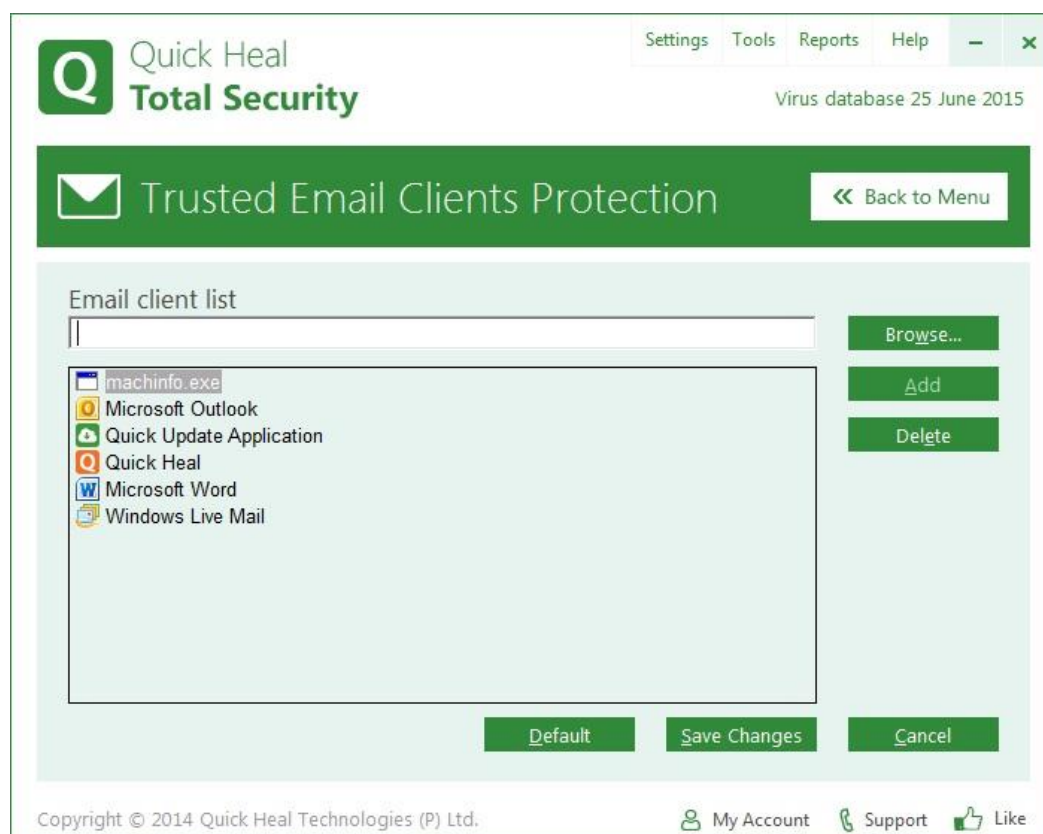 Quick Heal
Total Security
Settings Tools Reports Help
Virus database 25 June 2015
Trusted Email Clients Protection
Back to Menu
Email client list
Browse...
machinfo.exe
Microsoft Outlook
Quick Update Application
Quick Heal
Microsoft Word
Windows Live Mail
Add
Delete
Default Save Changes Cancel
Copyright © 2014 Quick Heal Technologies (P) Ltd. My Account Support Like